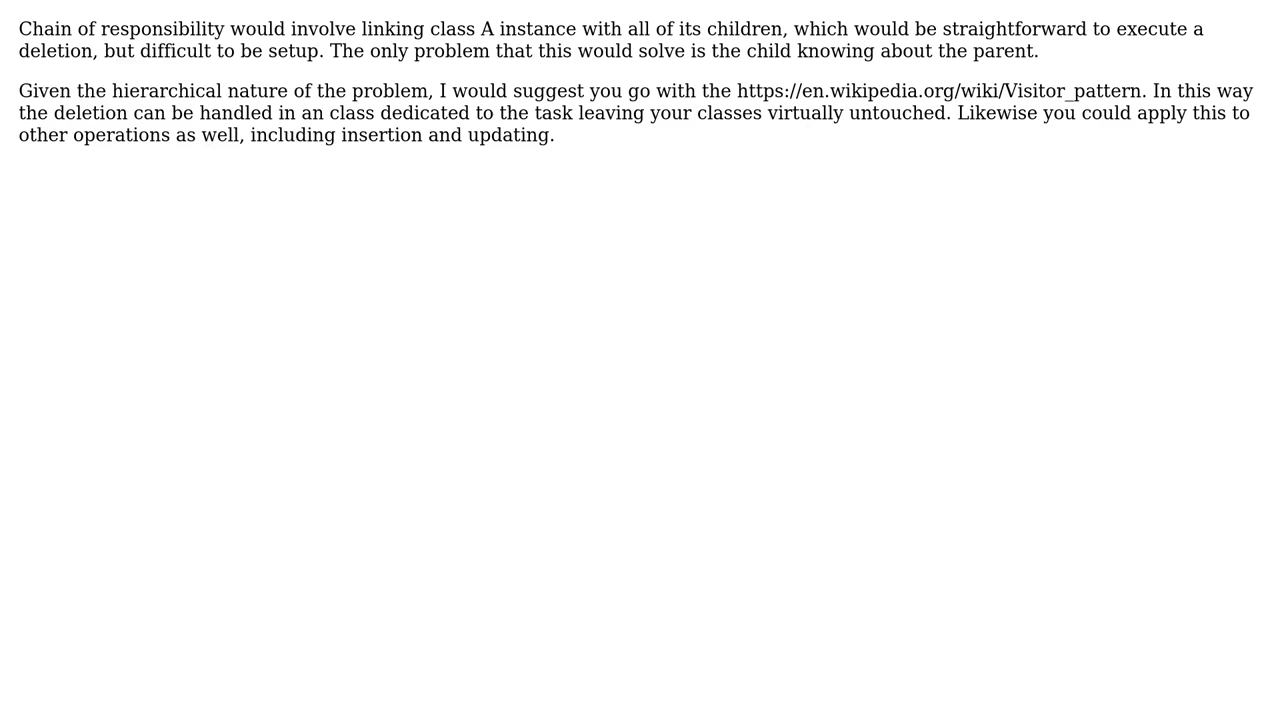 Chain of responsibility would involve linking class A instance with all of its children, which would be straightforward to execute a
deletion, but difficult to be setup. The only problem that this would solve is the child knowing about the parent.
Given the hierarchical nature of the problem, I would suggest you go with the https://en.wikipedia.org/wiki/Visitor_pattern. In this way
the deletion can be handled in an class dedicated to the task leaving your classes virtually untouched. Likewise you could apply this to
other operations as well, including insertion and updating.